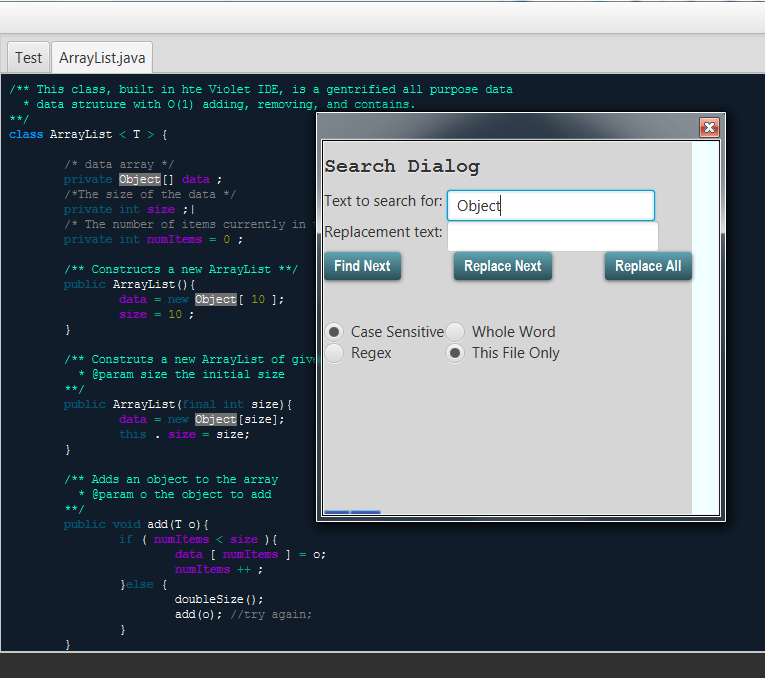 Test ArrayList.java
/** This class, built in hte Violet IDE, is a gentrified all purpose data
* data struture with O(1) adding, removing, and contains.
**/
class ArrayList < T > {
/* data array */
private Object[] data ;
/*The size of the data */
private int size ;
/* The number of items currently in
private int numItems = 0 ;
/** Constructs a new ArrayList **/
public ArrayList(){
data = new Object[ 10 ];
size = 10 ;
}
/** Construts a new ArrayList of give
* @param size the initial size
**/
public ArrayList(final int size){
data = new Object[size];
this . size = size;
}
/** Adds an object to the array
* @param o the object to add
**/
public void add(T o){
if ( numItems < size ){
data [ numItems ] = o;
numItems ++ ;
}else {
doubleSize();
add(o); //try again;
}
}
Search Dialog
Text to search for: Object
Replacement text:
Find Next Replace Next Replace All
Case Sensitive Whole Word
Regex This File Only